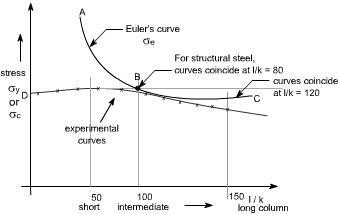 A
Euler's curve
σe
For structural steel,
curves coincide at l/k = 80
B
curves coincide
at l/k = 120
stress
σy
or
σc
D
C
experimental
curves
50
100
150
l / k
short
intermediate
long column